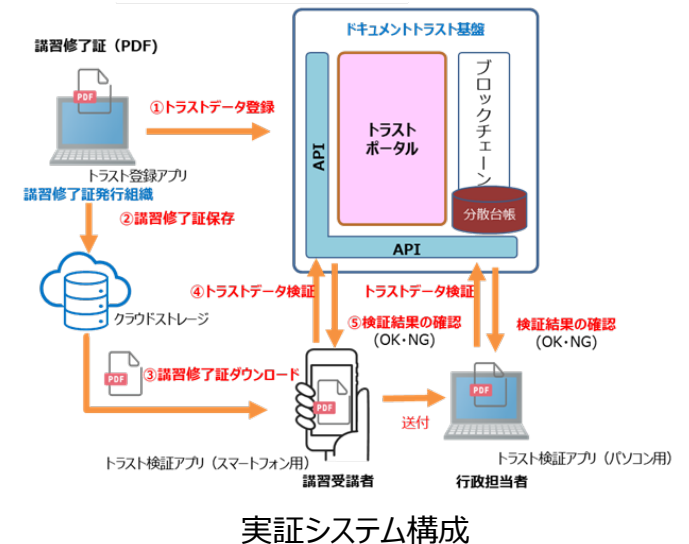 ドキュメントトラスト基盤
講習修了証（PDF)
PDF
①トラストデータ登録
API
トラスト
ポータル
ブロックチェーン
分散台帳
API
トラスト登録アプリ
講習修了証発行組織
②講習修了証保存
クラウドストレージ
④トラストデータ検証
トラストデータ検証
⑤検証結果の確認
(OK・NG)
検証結果の確認
(OK・NG)
PDF
③講習修了証ダウンロード
PDF
送付
PDF
トラスト検証アプリ（スマートフォン用）
講習受講者
トラスト検証アプリ（パソコン用）
行政担当者
実証システム構成